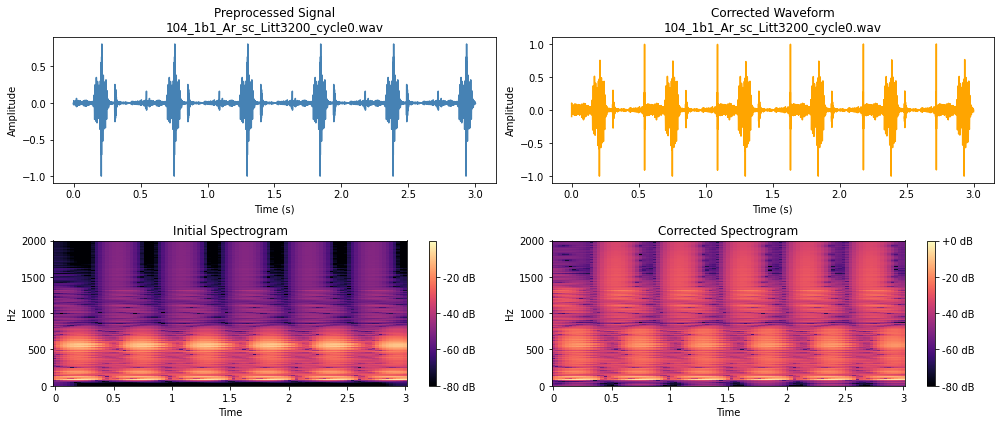 Preprocessed Signal
104_1b1_Ar_sc_Litt3200_cycle0.wav
Amplitude
0.5
0.0
−0.5
−1.0
0.0 0.5 1.0 1.5 2.0 2.5 3.0
Time (s)
Corrected Waveform
104_1b1_Ar_sc_Litt3200_cycle0.wav
Amplitude
1.0
0.5
0.0
−0.5
−1.0
0.0 0.5 1.0 1.5 2.0 2.5 3.0
Time (s)
Initial Spectrogram
Hz
2000
1500
1000
500
0
0 0.5 1 1.5 2 2.5 3
Time
-20 dB
-40 dB
-60 dB
-80 dB
Corrected Spectrogram
Hz
2000
1500
1000
500
0
0 0.5 1 1.5 2 2.5 3
Time
+0 dB
-20 dB
-40 dB
-60 dB
-80 dB